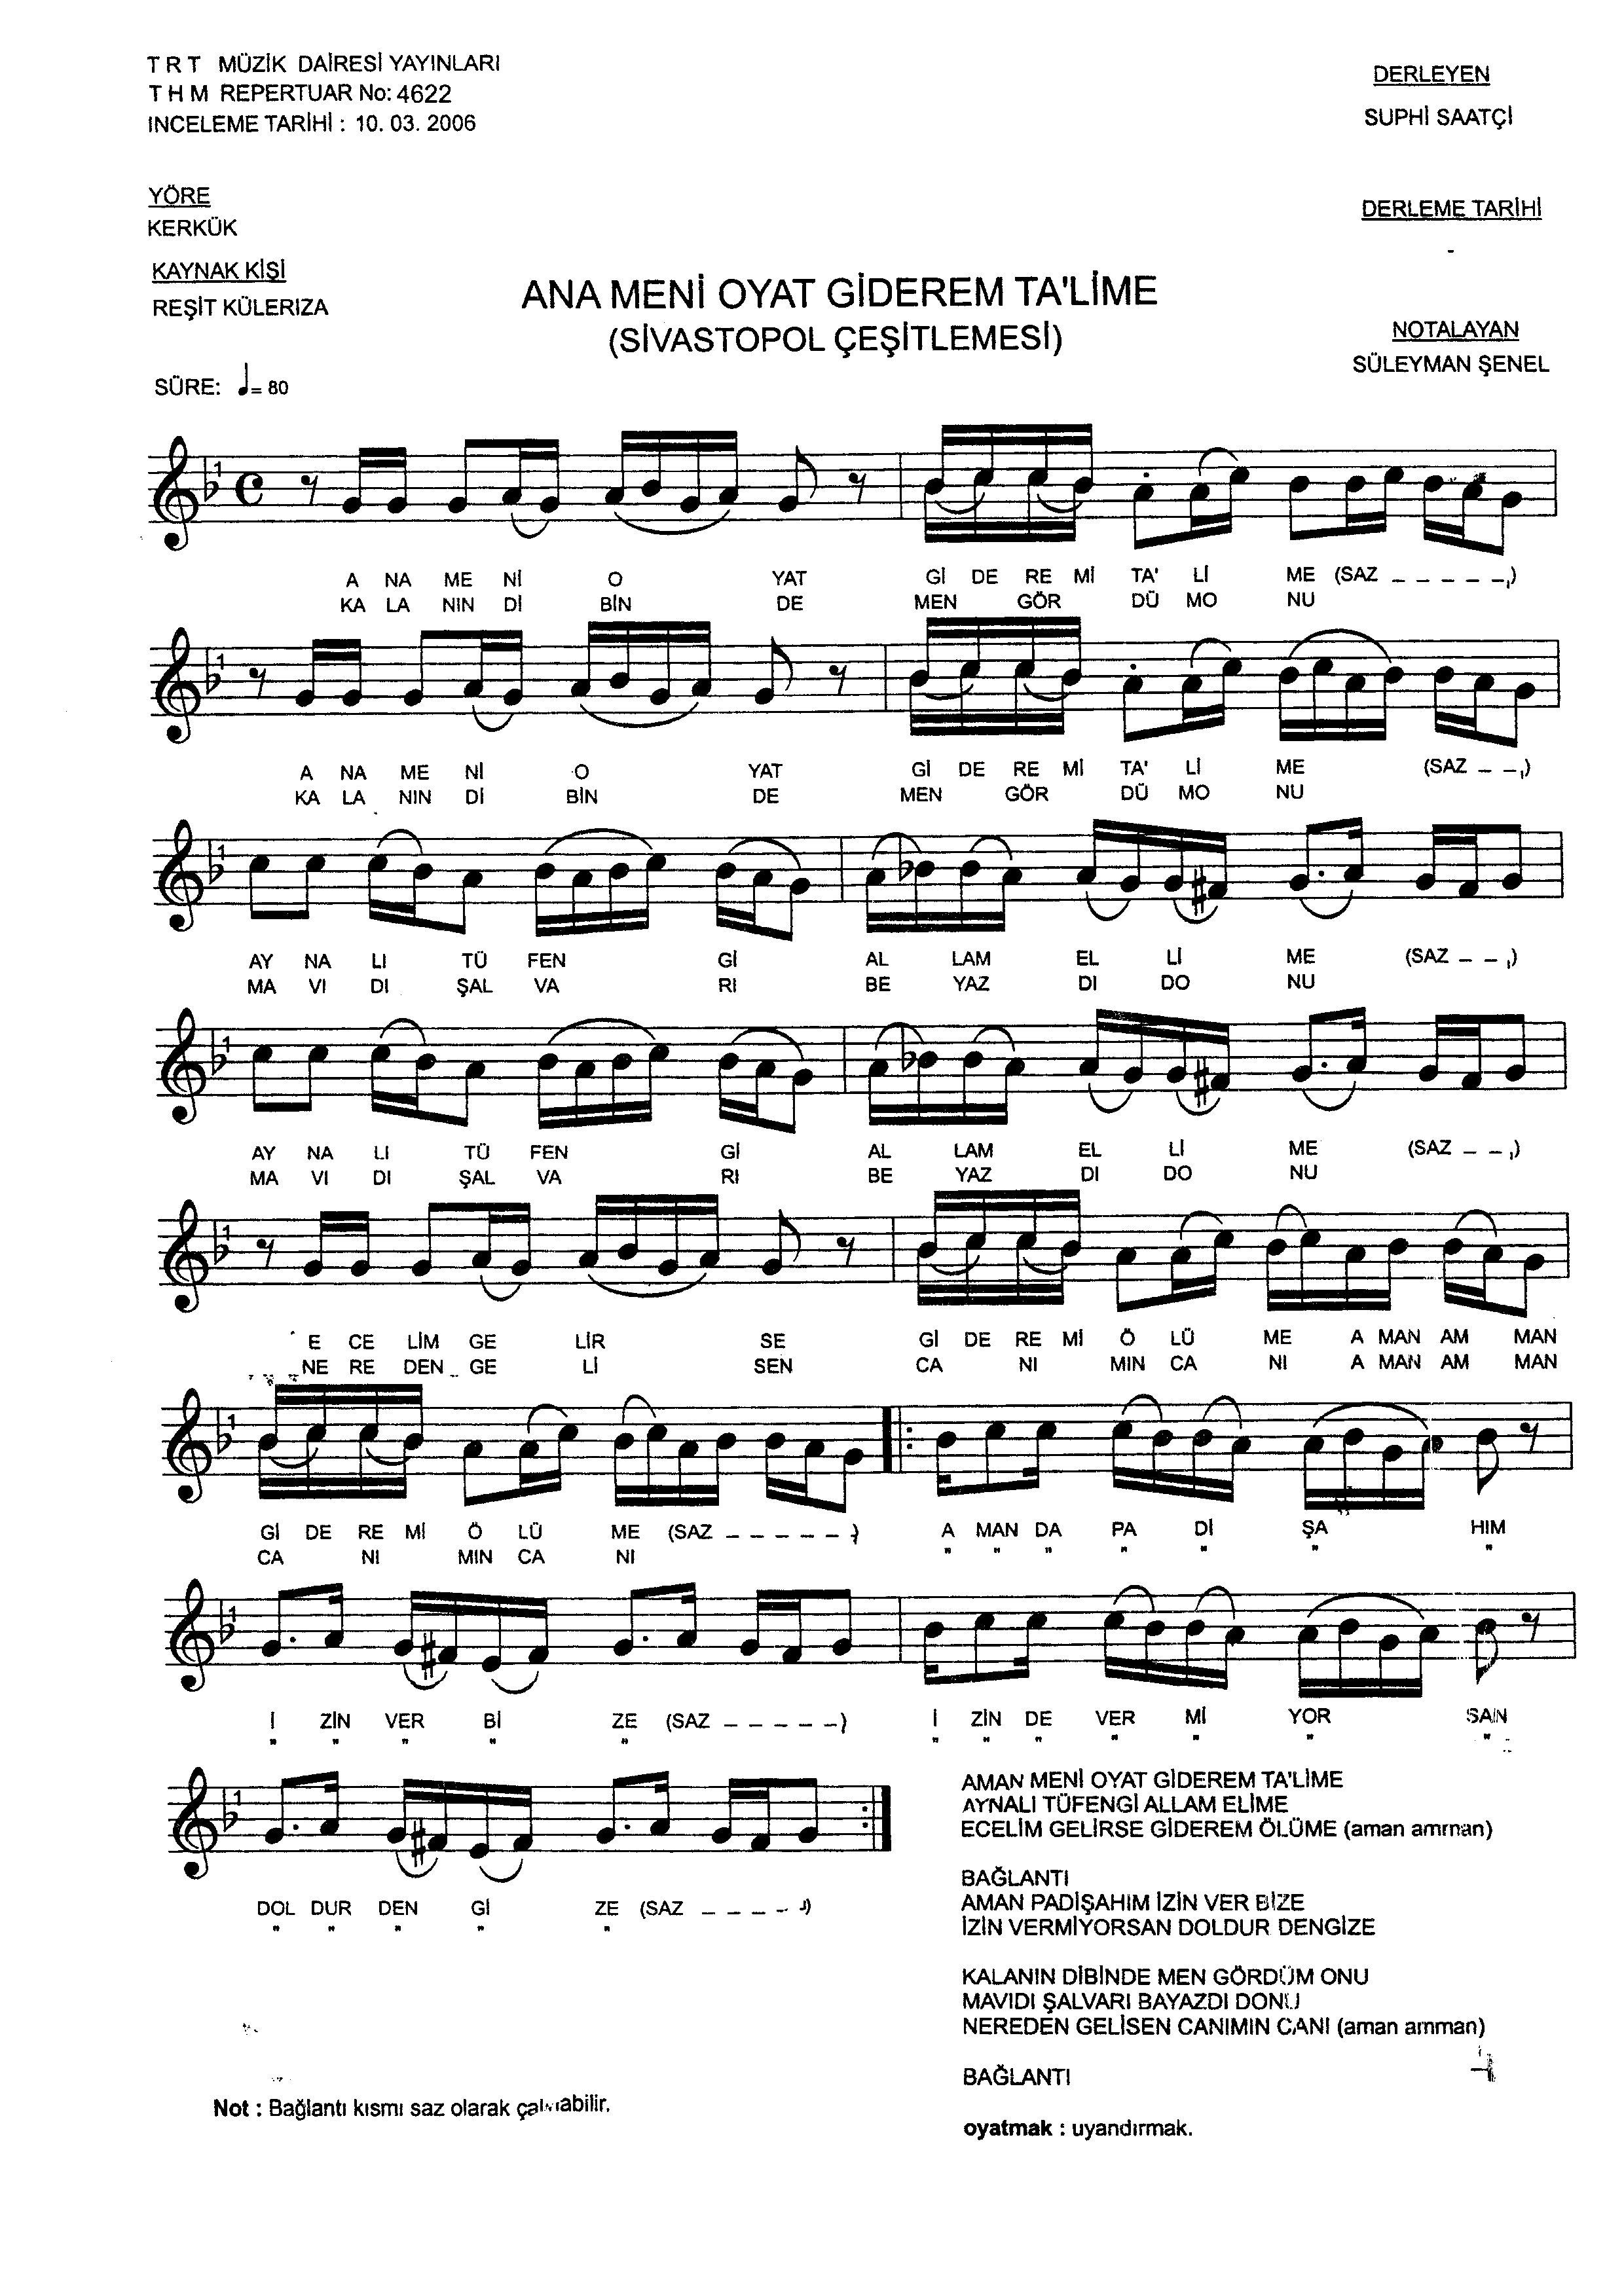 T R T MÜZİK DAİRESİ YAYINLARI
T H M REPERTUAR No: 4622
INCELEME TARİHİ : 10. 03. 2006
DERLEYEN
SUPHİ SAATÇİ
YÖRE
KERKÜK
DERLEME TARİHİ
-
KAYNAK KİŞİ
REŞİT KÜLERIZA
ANA MENİ OYAT GİDEREM TA'LİME
(SİVASTOPOL ÇEŞİTLEMESİ)
NOTALAYAN
SÜLEYMAN ŞENEL
SÜRE: ♩= 80
A NA ME Nİ O YAT Gİ DE RE Mİ TA' Lİ ME (SAZ _ _ _ _ _,)
KA LA NIN Dİ BİN DE MEN GÖR DÜ MO NU
A NA ME Nİ O YAT Gİ DE RE Mİ TA' Lİ ME (SAZ _ _,)
KA LA NIN Dİ BİN DE MEN GÖR DÜ MO NU
AY NA LI TÜ FEN Gİ AL LAM EL Lİ ME (SAZ _ _ ,)
MA VI DI ŞAL VA RI BE YAZ DI DO NU
AY NA LI TÜ FEN Gİ AL LAM EL Lİ ME (SAZ _ _ ,)
MA VI DI ŞAL VA RI BE YAZ DI DO NU
E CE LİM GE LİR SE Gİ DE RE Mİ Ö LÜ ME A MAN AM MAN
NE RE DEN GE Lİ SEN CA NI MIN CA NI A MAN AM MAN
Gİ DE RE Mİ Ö LÜ ME (SAZ _ _ _ _ _ _ ) A MAN DA PA Dİ ŞA HIM
CA NI MIN CA NI " " " " " " "
İ ZİN VER Bİ ZE (SAZ _ _ _ _ _) İ ZİN DE VER Mİ YOR SAN
" " " " " " " " " " " "
DOL DUR DEN Gİ ZE (SAZ _ _ _ _ )
" " " " "
AMAN MENİ OYAT GİDEREM TA'LİME
AYNALI TÜFENGİ ALLAM ELİME
ECELİM GELİRSE GİDEREM ÖLÜME (aman amman)
BAĞLANTI
AMAN PADİŞAHIM İZİN VER BİZE
İZİN VERMİYORSAN DOLDUR DENGİZE
KALANIN DİBİNDE MEN GÖRDÜM ONU
MAVIDI ŞALVARI BAYAZDI DONU
NEREDEN GELİSEN CANIMIN CANI (aman amman)
BAĞLANTI
Not : Bağlantı kısmı saz olarak çalınabilir.
oyatmak : uyandırmak.